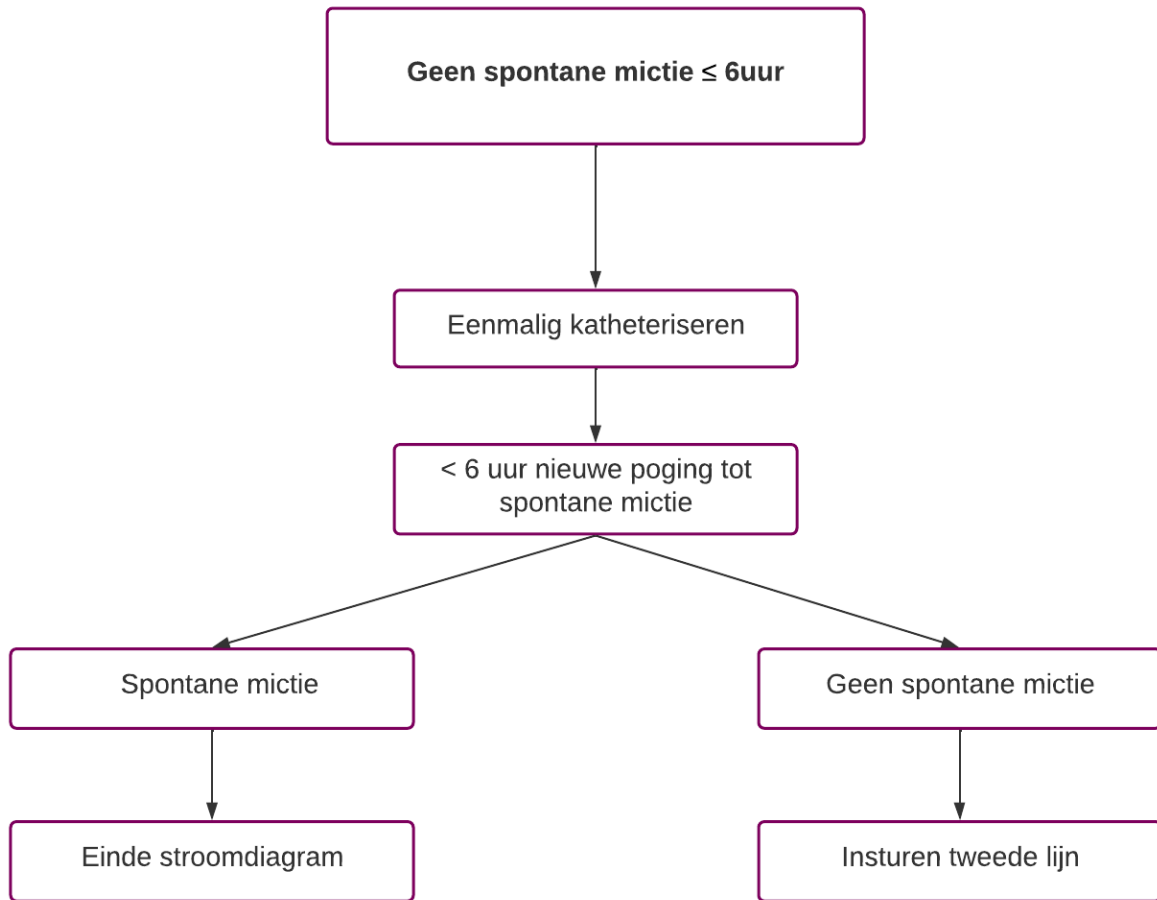 Geen spontane mictie ≤ 6uur
Eenmalig katheteriseren
< 6 uur nieuwe poging tot
spontane mictie
Spontane mictie
Geen spontane mictie
Einde stroomdiagram
Insturen tweede lijn